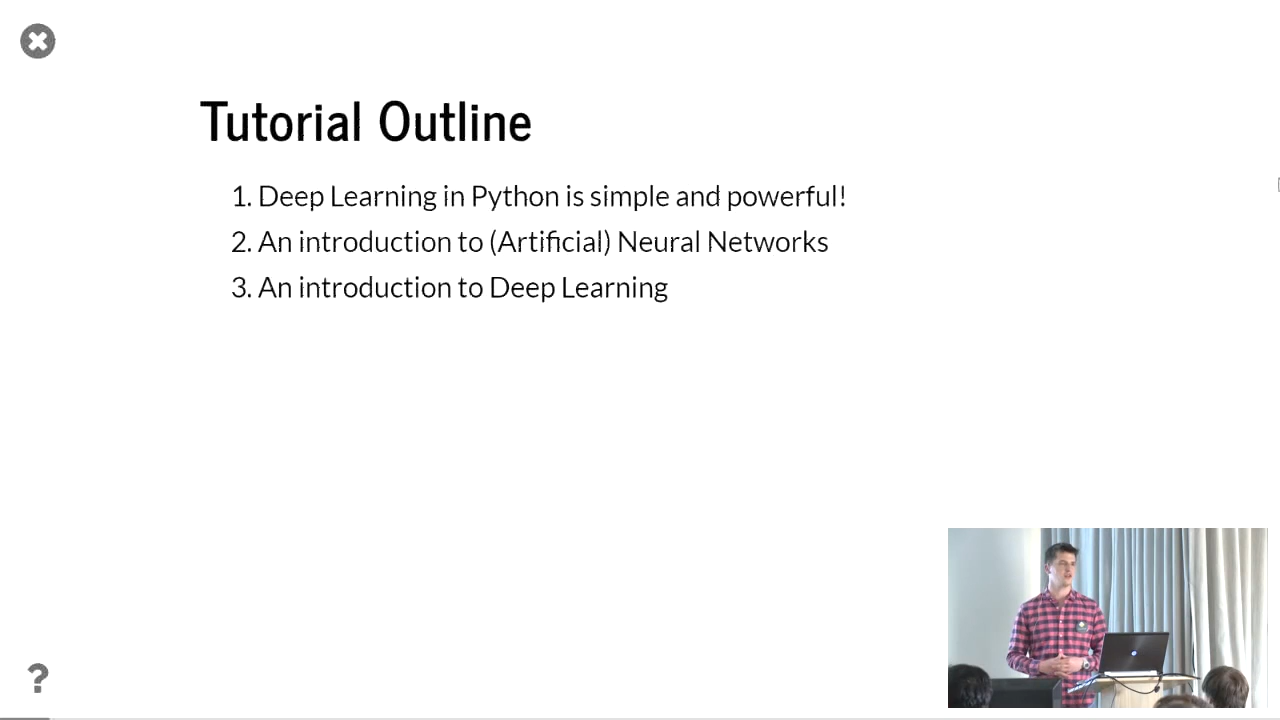 Tutorial Outline
1. Deep Learning in Python is simple and powerful!
2. An introduction to (Artificial) Neural Networks
3. An introduction to Deep Learning
?